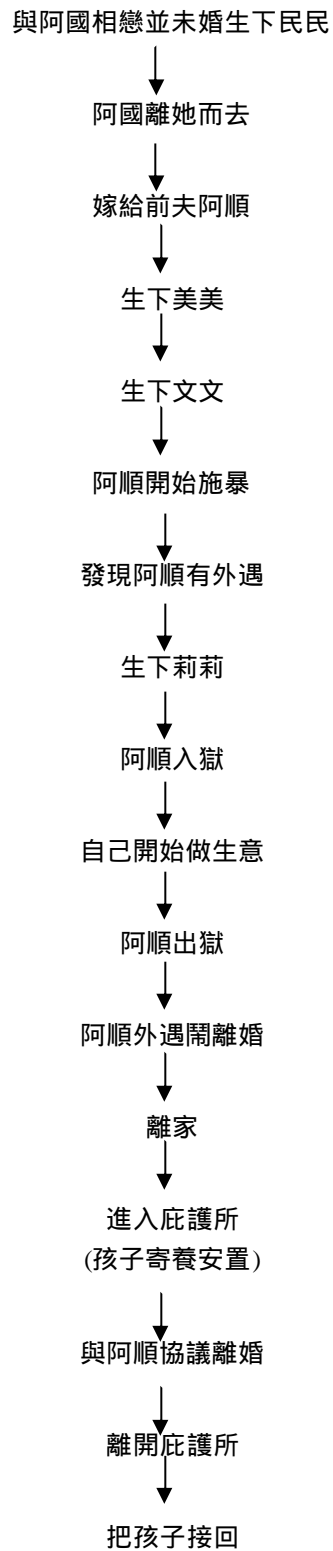 與阿國相戀並未婚生下民民
阿國離她而去
嫁給前夫阿順
生下美美
生下文文
阿順開始施暴
發現阿順有外遇
生下莉莉
阿順入獄
自己開始做生意
阿順出獄
阿順外遇鬧離婚
離家
進入庇護所
(孩子寄養安置)
與阿順協議離婚
離開庇護所
把孩子接回